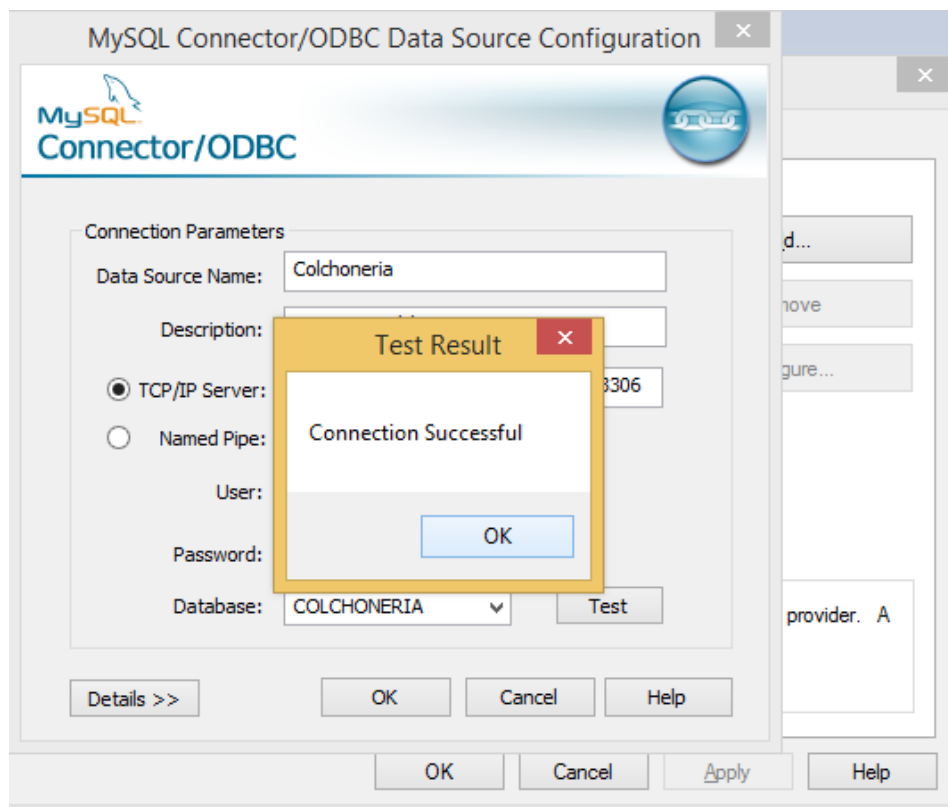 MySQL Connector/ODBC Data Source Configuration
MySQL
Connector/ODBC
Connection Parameters
Data Source Name: Colchoneria
Description:
TCP/IP Server: 3306
Named Pipe:
User:
Password:
Database: COLCHONERIA Test
Test Result
Connection Successful
OK
Details >> OK Cancel Help
d...
nove
gure...
provider. A
OK Cancel Apply Help